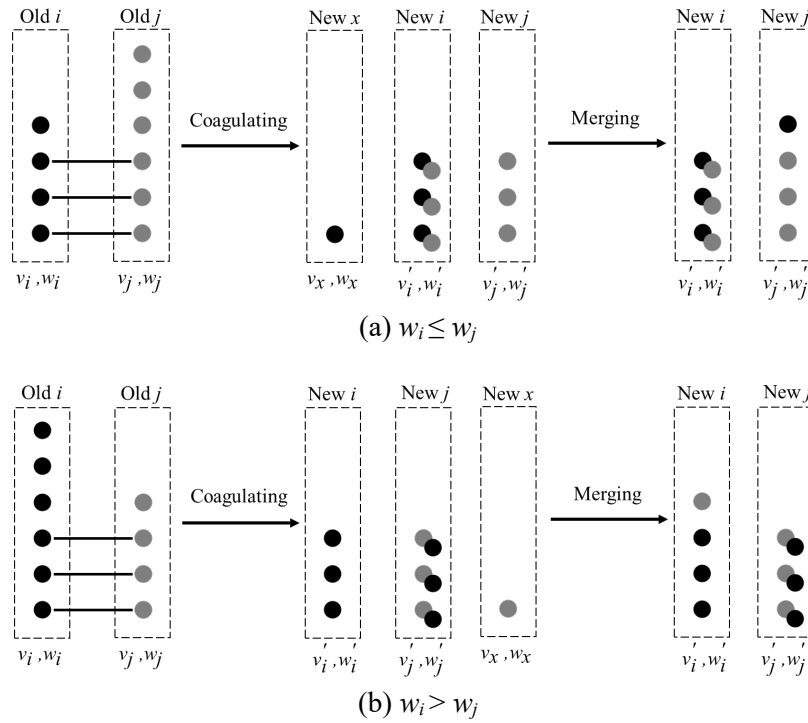 Old i Old j New x New i New j New i New j
Coagulating Merging
v_i ,w_i v_j ,w_j v_x ,w_x v_i' ,w_i' v_j' ,w_j' v_i' ,w_i' v_j' ,w_j'
(a) w_i ≤ w_j
Old i Old j New i New j New x New i New j
Coagulating Merging
v_i ,w_i v_j ,w_j v_i' ,w_i' v_j' ,w_j' v_x ,w_x v_i' ,w_i' v_j' ,w_j'
(b) w_i > w_j